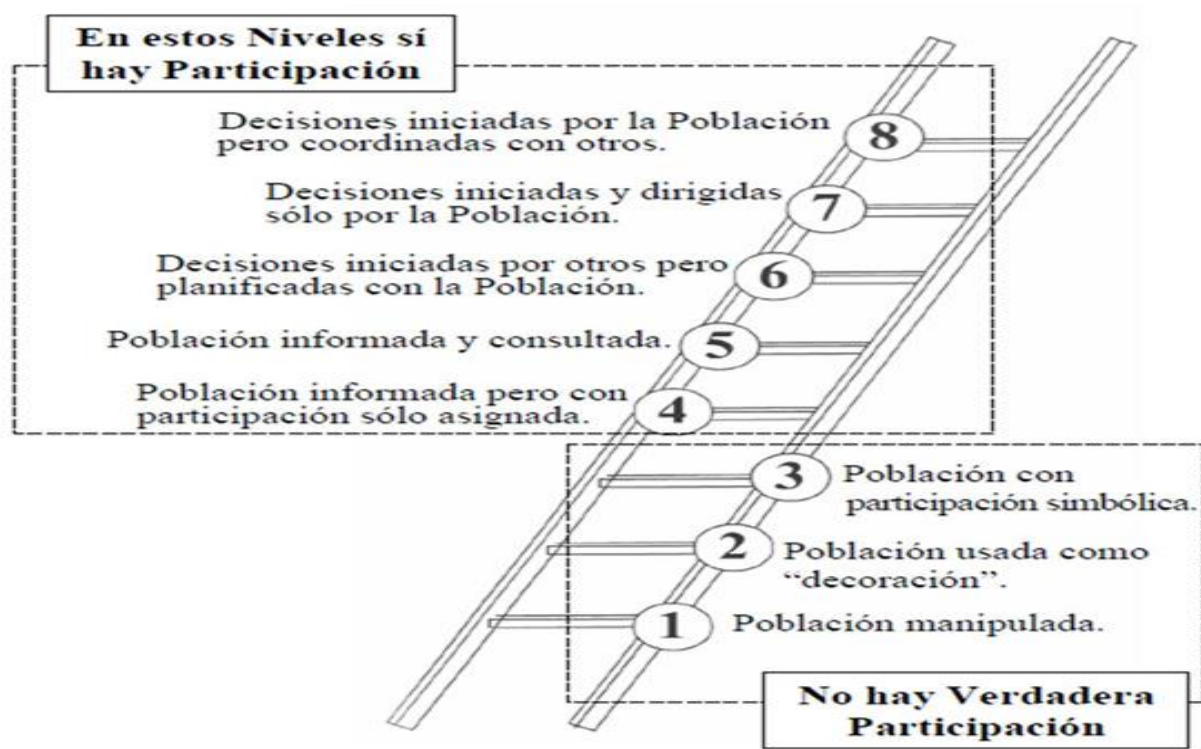 En estos Niveles sí
hay Participación
Decisiones iniciadas por la Población
pero coordinadas con otros.
8
Decisiones iniciadas y dirigidas
sólo por la Población.
7
Decisiones iniciadas por otros pero
planificadas con la Población.
6
Población informada y consultada.
5
Población informada pero con
participación sólo asignada.
4
3
Población con
participación simbólica.
2
Población usada como
“decoración”.
1
Población manipulada.
No hay Verdadera
Participación